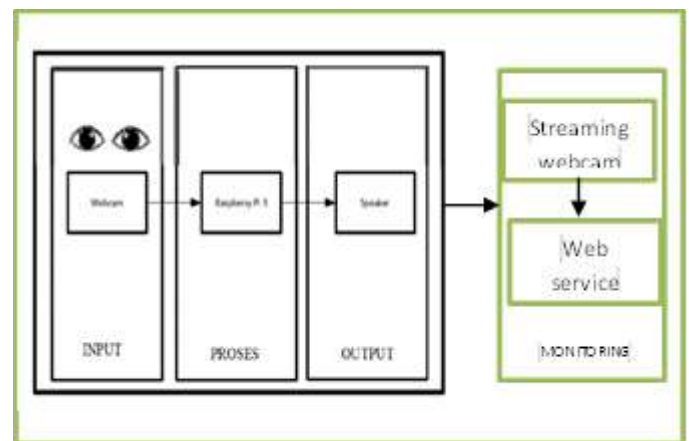 Webcam
Raspberry Pi 3
Speaker
INPUT
PROSES
OUTPUT
Streaming
webcam
Web
service
MONITORING